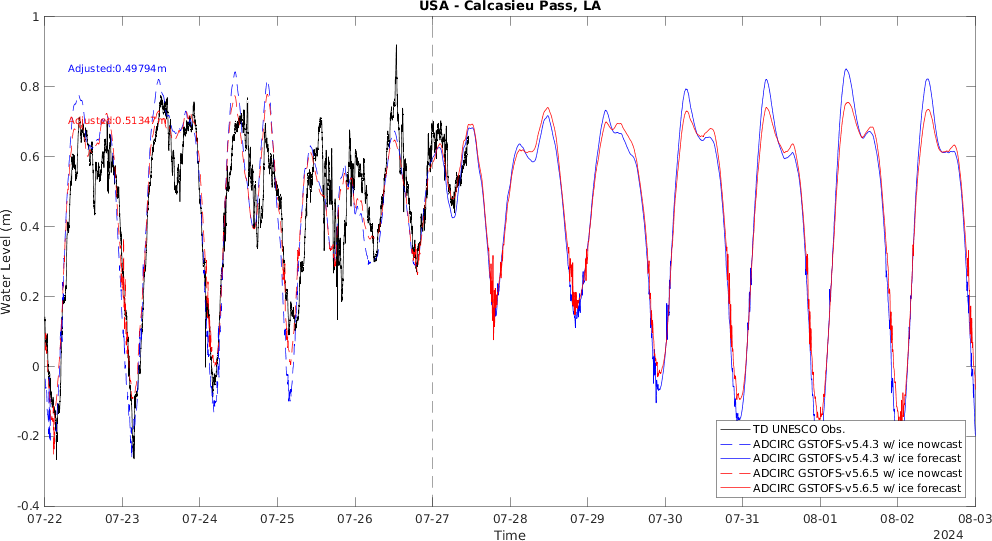 USA - Calcasieu Pass, LA
1
Adjusted:0.49794m
0.8
Adjusted:0.5134
0.6
Water Level (m)
0.4
0.2
0
-0.2
TD UNESCO Obs.
ADCIRC GSTOFS-v5.4.3 w/ ice nowcast
ADCIRC GSTOFS-v5.4.3 w/ ice forecast
ADCIRC GSTOFS-v5.6.5 w/ ice nowcast
ADCIRC GSTOFS-v5.6.5 w/ ice forecast
-0.4
07-22 07-23 07-24 07-25 07-26 07-27 07-28 07-29 07-30 07-31 08-01 08-02 08-03
Time
2024